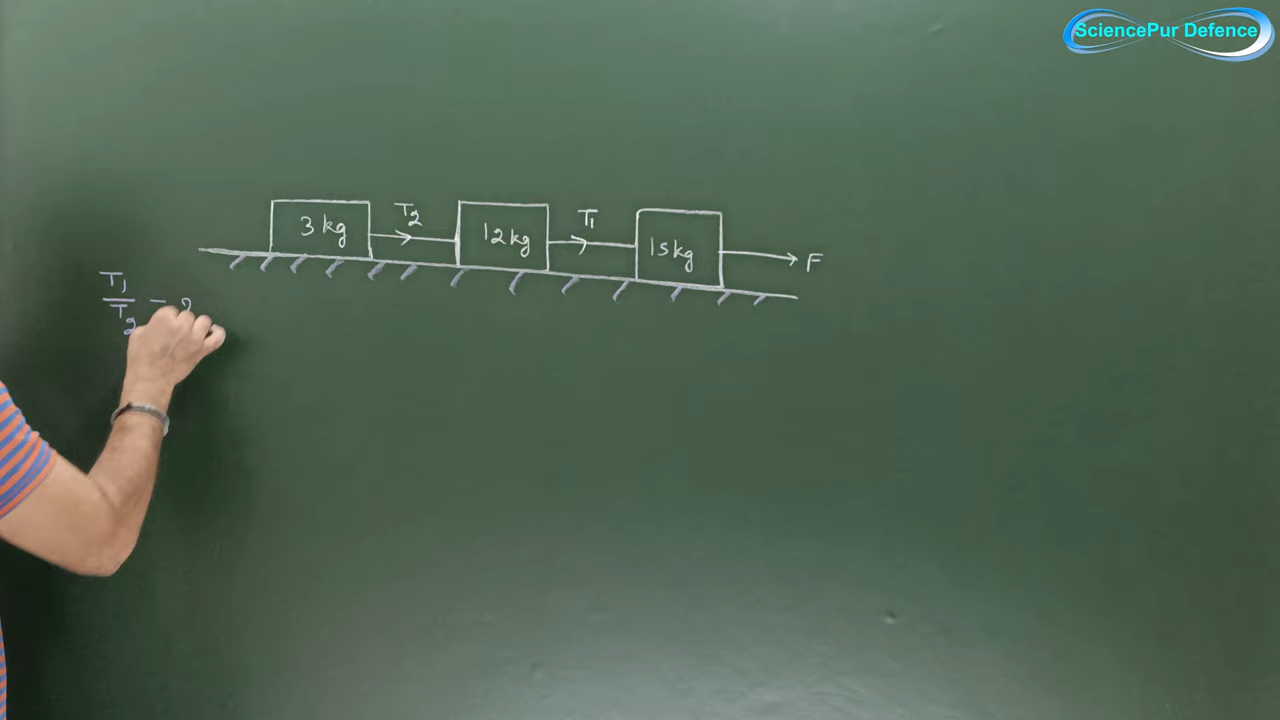 SciencePur Defence
3 kg T2 12 kg T1 15 kg F
T1
— = ?
T2